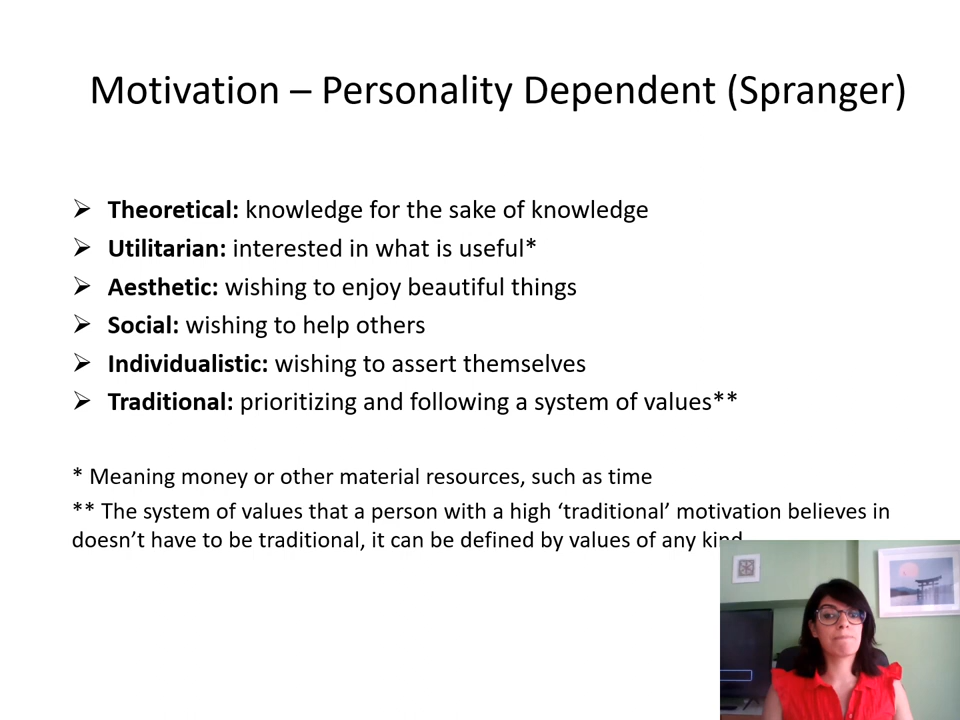 Motivation – Personality Dependent (Spranger)
➢ Theoretical: knowledge for the sake of knowledge
➢ Utilitarian: interested in what is useful*
➢ Aesthetic: wishing to enjoy beautiful things
➢ Social: wishing to help others
➢ Individualistic: wishing to assert themselves
➢ Traditional: prioritizing and following a system of values**
* Meaning money or other material resources, such as time
** The system of values that a person with a high ‘traditional’ motivation believes in
doesn’t have to be traditional, it can be defined by values of any kind